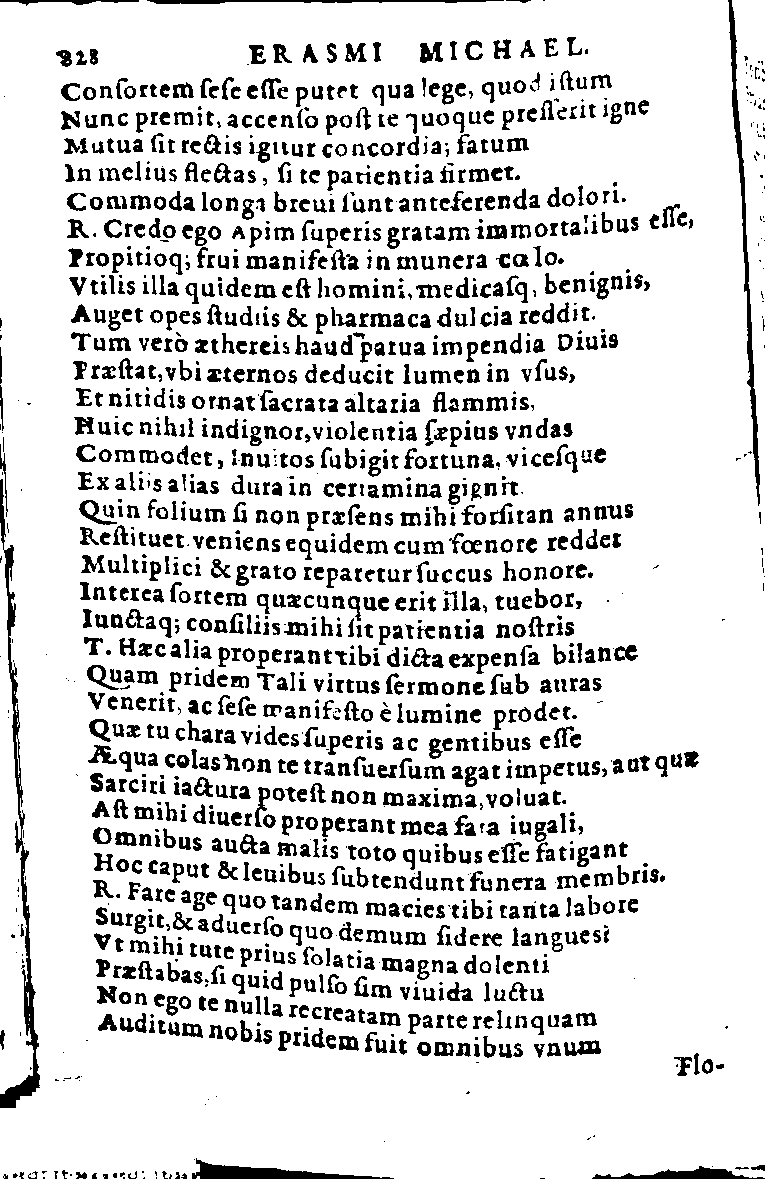 828 ERASMI MICHAEL.
Conſortem ſeſe eſſe putet qua lege, quod iſtum
Nunc premit, accenſo poſt te quoque preſſerit igne
Mutua ſit rectis igitur concordia; fatum
In melius flectas, ſi te patientia firmet.
Commoda longa breui ſunt anteferenda dolori.
R. Credo ego Apim ſuperis gratam immortalibus eſſe,
Propitioq; frui manifeſta in munera cœlo.
Vtilis illa quidem eſt homini, medicaſq, benignis,
Auget opes ſtudiis & pharmaca dulcia reddit.
Tum verò æthereis haud parua impendia Diuis
Præſtat, vbi æternos deducit lumen in vſus,
Et nitidis ornat ſacrata altaria flammis,
Huic nihil indignor, violentia ſæpius vndas
Commodet, Inuitos ſubigit fortuna, viceſque
Ex aliis alias dura in certamina gignit.
Quin folium ſi non præſens mihi forſitan annus
Reſtituet. veniens equidem cum fœnore reddet
Multiplici & grato reparetur ſuccus honore.
Interea ſortem quæcunque erit illa, tuebor,
Iunctaq; conſiliis mihi ſit patientia noſtris
T. Hæc alia properant tibi dicta expenſa bilance
Quam pridem Tali virtus ſermone ſub auras
Venerit, ac ſeſe manifeſto è lumine prodet.
Quæ tu chara vides ſuperis ac gentibus eſſe
Æqua colas non te tranſuerſum agat impetus, aut quæ
Sarciri iactura poteſt non maxima, voluat.
Aſt mihi diuerſo properant mea fata iugali,
Omnibus aucta malis toto quibus eſſe fatigant
Hoc caput & leuibus ſubtendunt funera membris.
R. Fare age quo tandem macies tibi tanta labore
Surgit, & aduerſo quo demum ſidere langues?
Vt mihi tute prius ſolatia magna dolenti
Præſtabas, ſi quid pulſo ſim viuida luctu
Non ego te nulla recreatam parte relinquam
Auditum nobis pridem fuit omnibus vnum
Flo-